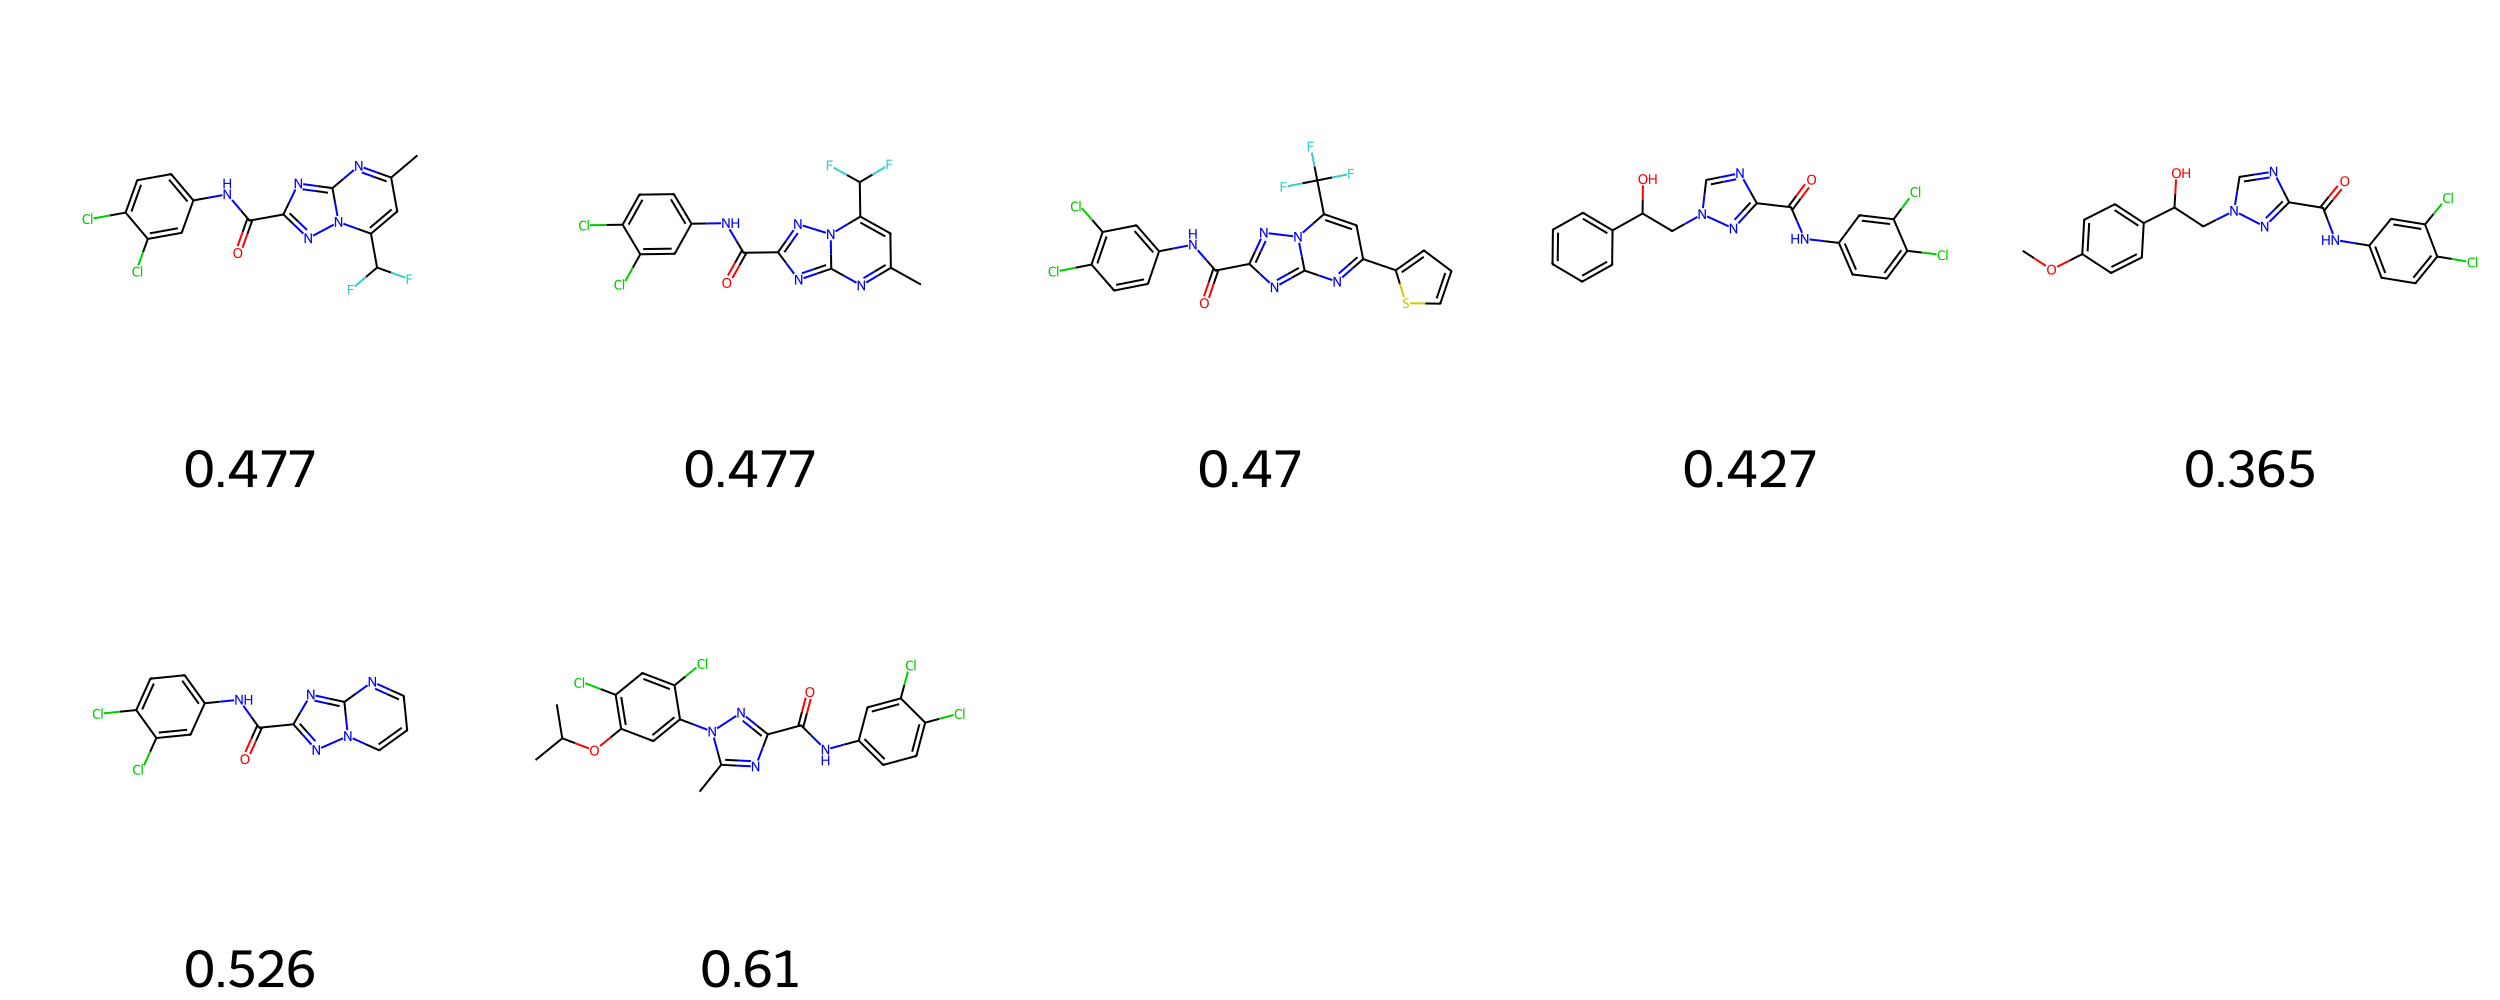 F F
F F
OH N O Cl
OH N O Cl
N H N
N N
Cl NH
F F
N
H N N
N N
Cl
N N
HN Cl
O N N
HN Cl
Cl O N
Cl NH N N
Cl O N N
Cl O N N
S
F F
0.477 0.477 0.47 0.427 0.365
Cl Cl O Cl
Cl NH N N
N Cl
Cl O N N
O N N N H
N
0.526 0.61